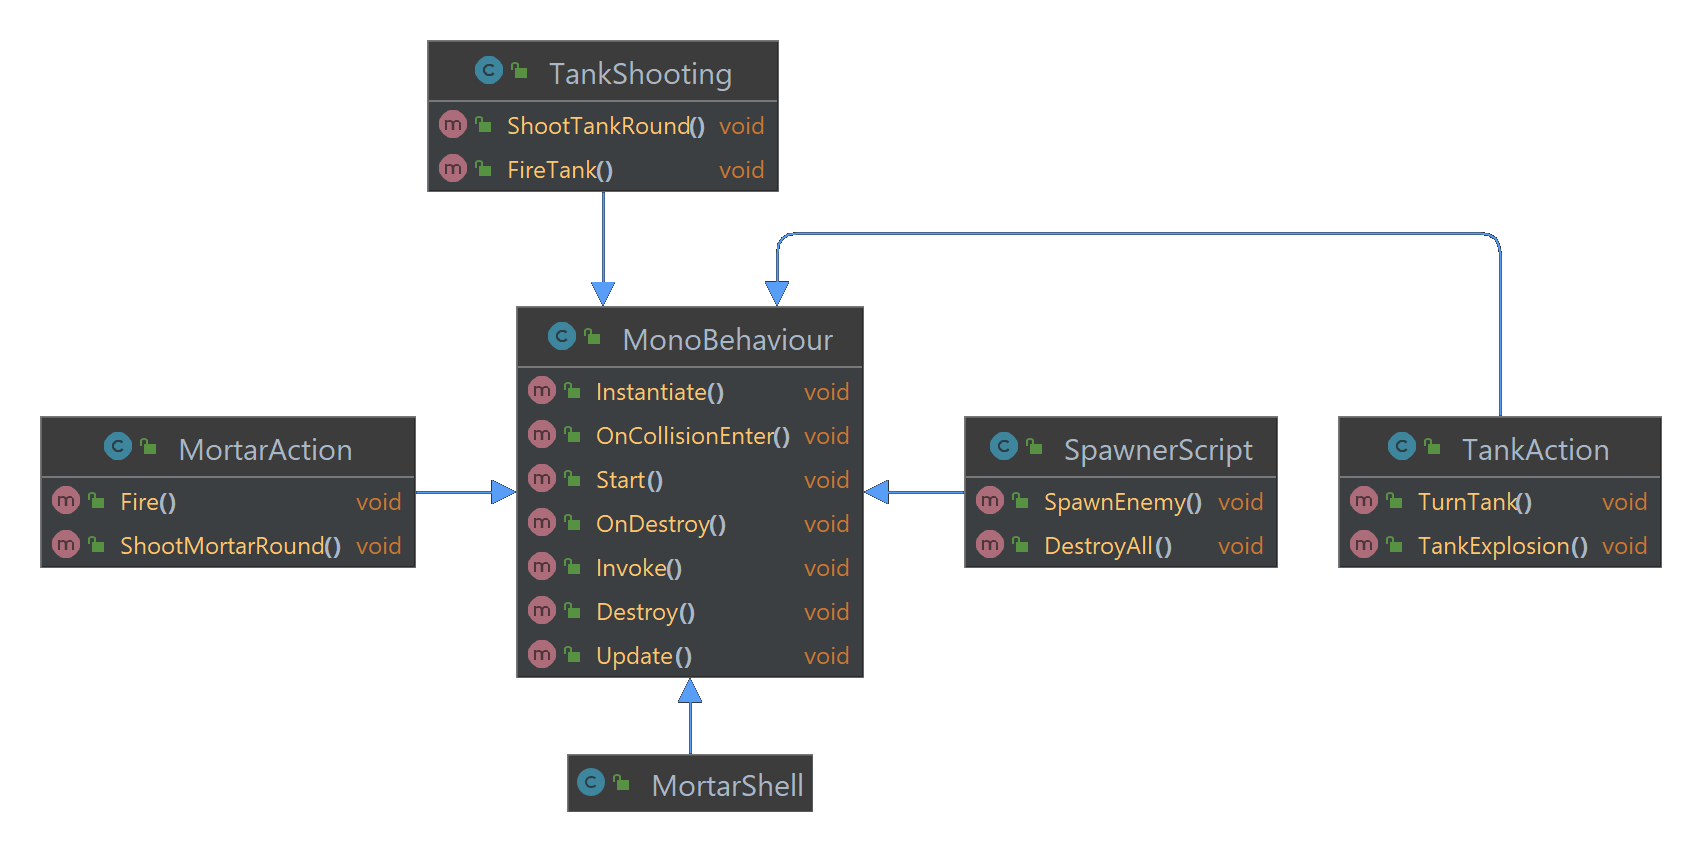 TankShooting
ShootTankRound() void
FireTank() void
MonoBehaviour
Instantiate() void
OnCollisionEnter() void
Start() void
OnDestroy() void
Invoke() void
Destroy() void
Update() void
MortarAction
Fire() void
ShootMortarRound() void
SpawnerScript
SpawnEnemy() void
DestroyAll() void
TankAction
TurnTank() void
TankExplosion() void
MortarShell